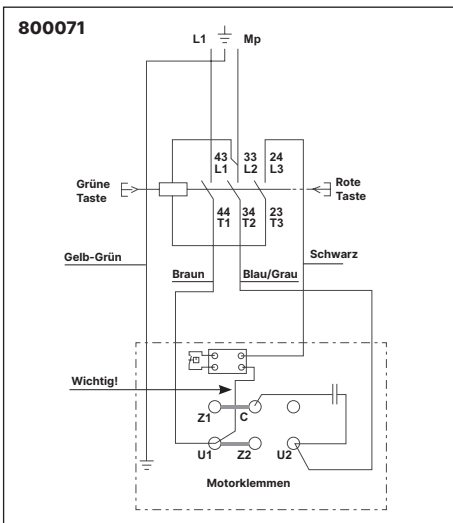 800071
L1 Mp
43 33 24
L1 L2 L3
Grüne
Taste
Rote
Taste
44 34 23
T1 T2 T3
Gelb-Grün
Schwarz
Braun
Blau/Grau
Wichtig!
Z1 C
U1 Z2 U2
Motorklemmen